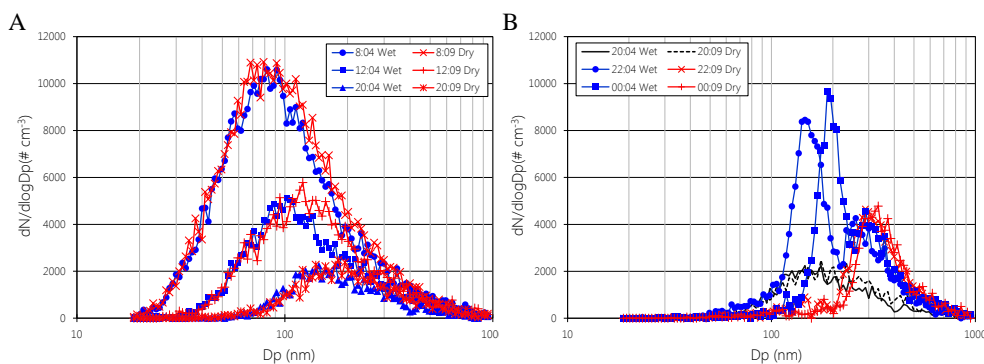 A
12000
10000
8000
6000
4000
2000
0
dN/dlogDp(# cm-3)
8:04 Wet 8:09 Dry
12:04 Wet 12:09 Dry
20:04 Wet 20:09 Dry
10 100 100
Dp (nm)
B
12000
10000
8000
6000
4000
2000
0
dN/dlogDp(# cm-3)
20:04 Wet 20:09 Dry
22:04 Wet 22:09 Dry
00:04 Wet 00:09 Dry
10 100 1000
Dp (nm)